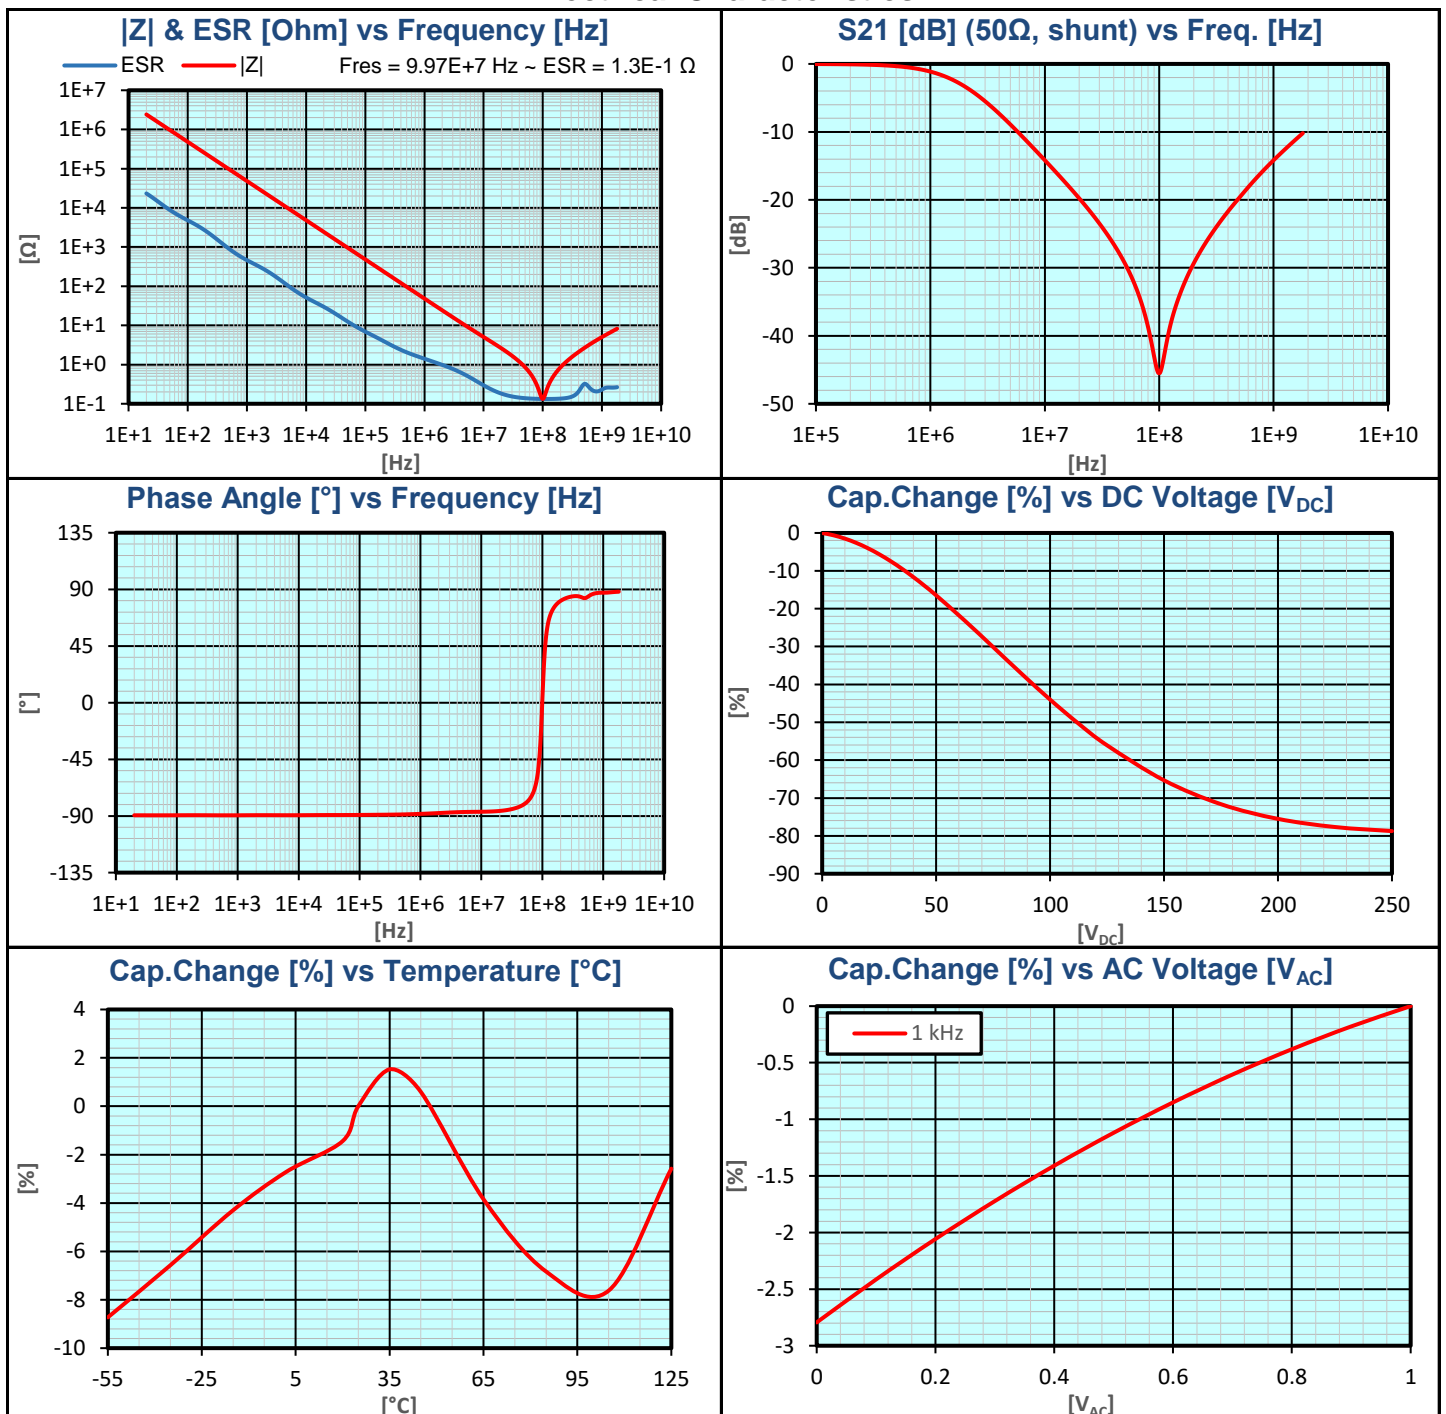 |Z| & ESR [Ohm] vs Frequency [Hz]
ESR |Z| Fres = 9.97E+7 Hz ~ ESR = 1.3E-1 Ω
1E+7
1E+6
1E+5
1E+4
1E+3
1E+2
1E+1
1E+0
1E-1
[Ω]
1E+1 1E+2 1E+3 1E+4 1E+5 1E+6 1E+7 1E+8 1E+9 1E+10
[Hz]
S21 [dB] (50Ω, shunt) vs Freq. [Hz]
0
-10
-20
-30
-40
-50
[dB]
1E+5 1E+6 1E+7 1E+8 1E+9 1E+10
[Hz]
Phase Angle [°] vs Frequency [Hz]
135
90
45
0
-45
-90
-135
[°]
1E+1 1E+2 1E+3 1E+4 1E+5 1E+6 1E+7 1E+8 1E+9 1E+10
[Hz]
Cap.Change [%] vs DC Voltage [VDC]
0
-10
-20
-30
-40
-50
-60
-70
-80
-90
[%]
0 50 100 150 200 250
[VDC]
Cap.Change [%] vs Temperature [°C]
4
2
0
-2
-4
-6
-8
-10
[%]
-55 -25 5 35 65 95 125
[°C]
Cap.Change [%] vs AC Voltage [VAC]
1 kHz
0
-0.5
-1
-1.5
-2
-2.5
-3
[%]
0 0.2 0.4 0.6 0.8 1
[VAC]